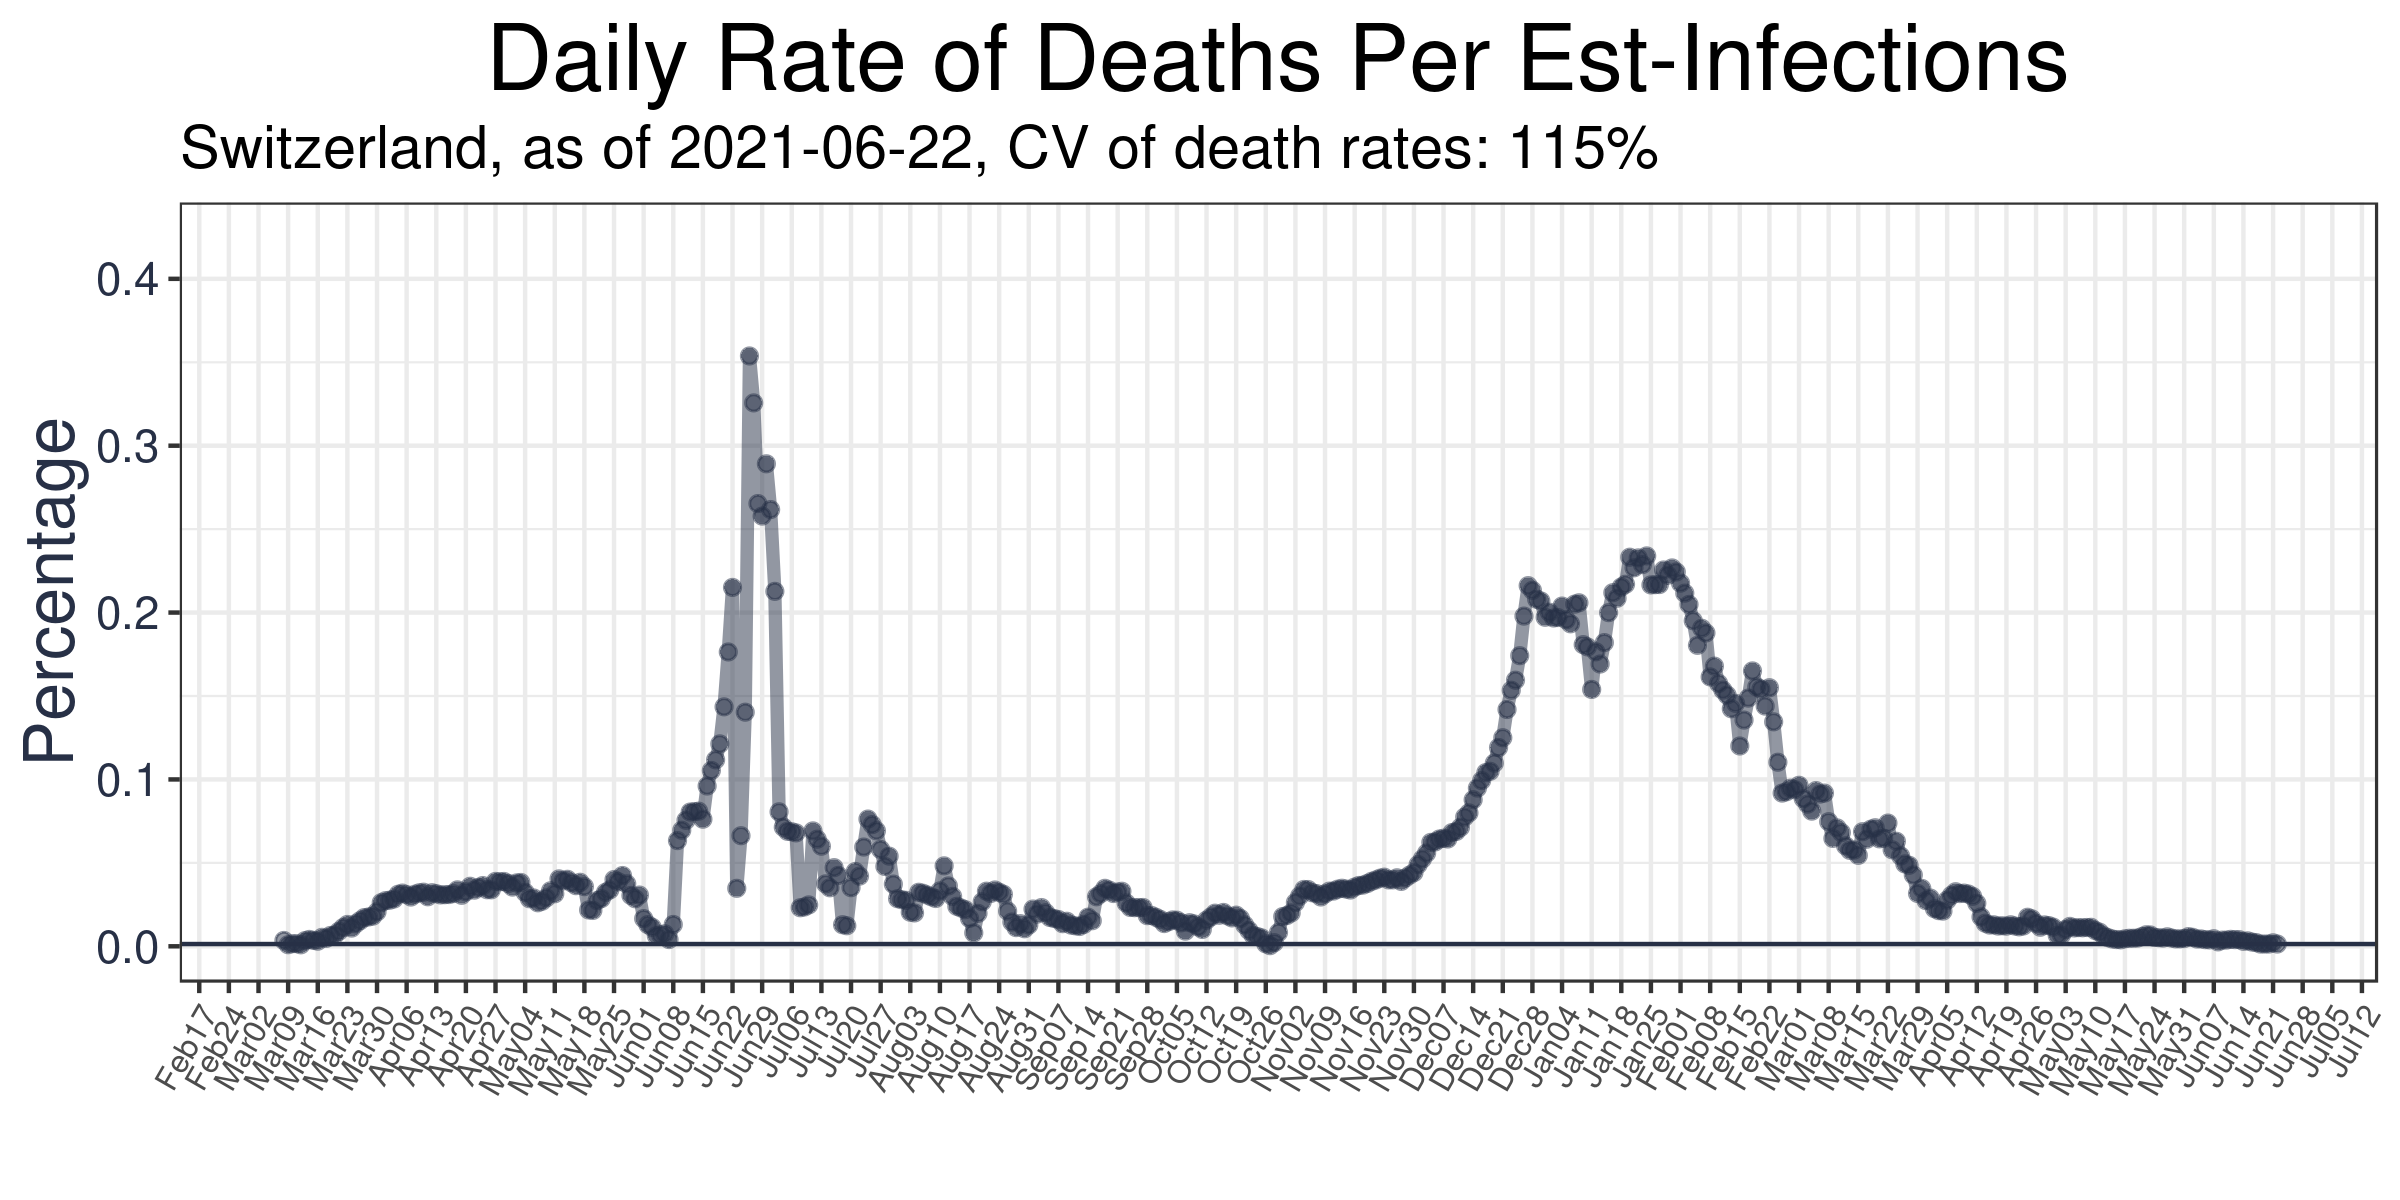 Daily Rate of Deaths Per Est-Infections
Switzerland, as of 2021-06-22, CV of death rates: 115%
Percentage
0.4
0.3
0.2
0.1
0.0
Feb17
Feb24
Mar02
Mar09
Mar16
Mar23
Mar30
Apr06
Apr13
Apr20
Apr27
May04
May11
May18
May25
Jun01
Jun08
Jun15
Jun22
Jun29
Jul06
Jul13
Jul20
Jul27
Aug03
Aug10
Aug17
Aug24
Aug31
Sep07
Sep14
Sep21
Sep28
Oct05
Oct12
Oct19
Oct26
Nov02
Nov09
Nov16
Nov23
Nov30
Dec07
Dec14
Dec21
Dec28
Jan04
Jan11
Jan18
Jan25
Feb01
Feb08
Feb15
Feb22
Mar01
Mar08
Mar15
Mar22
Mar29
Apr05
Apr12
Apr19
Apr26
May03
May10
May17
May24
May31
Jun07
Jun14
Jun21
Jun28
Jul05
Jul12